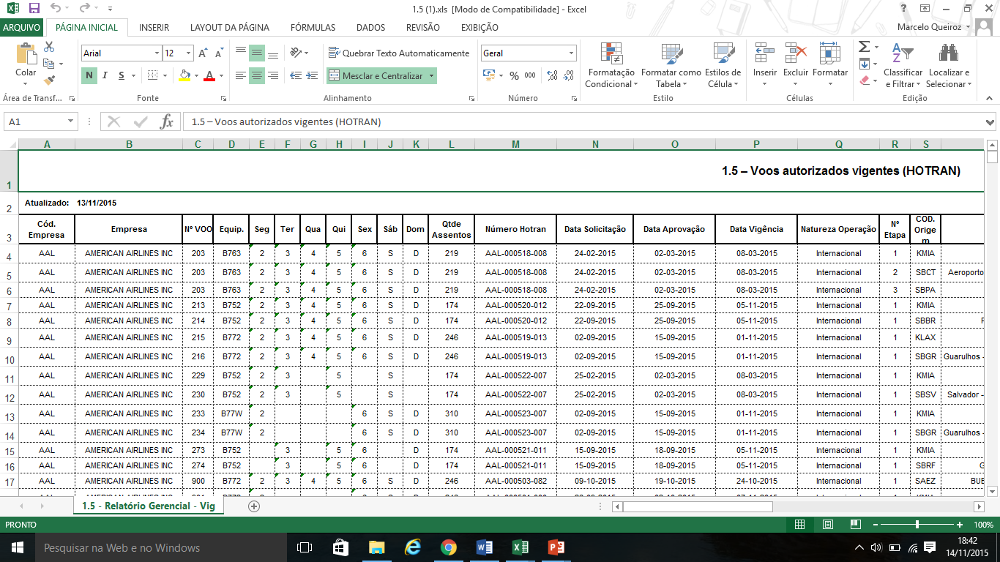 1.5 (1).xls [Modo de Compatibilidade] - Excel
ARQUIVO PÁGINA INICIAL INSERIR LAYOUT DA PÁGINA FÓRMULAS DADOS REVISÃO EXIBIÇÃO Marcelo Queiroz
Colar
Arial 12
N I S
Quebrar Texto Automaticamente
Mesclar e Centralizar
Geral
% 000
Formatação Condicional
Formatar como Tabela
Estilos de Célula
Inserir Excluir Formatar
Classificar e Filtrar
Localizar e Selecionar
Área de Transf... Fonte Alinhamento Número Estilo Células Edição
A1 fx 1.5 – Voos autorizados vigentes (HOTRAN)
A B C D E F G H I J K L M N O P Q R S
1 1.5 – Voos autorizados vigentes (HOTRAN)
2 Atualizado: 13/11/2015
3 Cód. Empresa Empresa Nº VOO Equip. Seg Ter Qua Qui Sex Sáb Dom Qtde Assentos Número Hotran Data Solicitação Data Aprovação Data Vigência Natureza Operação Nº Etapa COD. Origem
4 AAL AMERICAN AIRLINES INC 203 B763 2 3 4 5 6 S D 219 AAL-000518-008 24-02-2015 02-03-2015 08-03-2015 Internacional 1 KMIA
5 AAL AMERICAN AIRLINES INC 203 B763 2 3 4 5 6 S D 219 AAL-000518-008 24-02-2015 02-03-2015 08-03-2015 Internacional 2 SBCT Aeroporto
6 AAL AMERICAN AIRLINES INC 203 B763 2 3 4 5 6 S D 219 AAL-000518-008 24-02-2015 02-03-2015 08-03-2015 Internacional 3 SBPA
7 AAL AMERICAN AIRLINES INC 213 B752 2 3 4 5 6 S D 174 AAL-000520-012 22-09-2015 25-09-2015 05-11-2015 Internacional 1 KMIA
8 AAL AMERICAN AIRLINES INC 214 B752 2 3 4 5 6 S D 174 AAL-000520-012 22-09-2015 25-09-2015 05-11-2015 Internacional 1 SBBR
9 AAL AMERICAN AIRLINES INC 215 B772 2 3 4 5 6 S D 246 AAL-000519-013 02-09-2015 15-09-2015 01-11-2015 Internacional 1 KLAX
10 AAL AMERICAN AIRLINES INC 216 B772 2 3 4 5 6 S D 246 AAL-000519-013 02-09-2015 15-09-2015 01-11-2015 Internacional 1 SBGR Guarulhos -
11 AAL AMERICAN AIRLINES INC 229 B752 2 3 5 S 174 AAL-000522-007 25-02-2015 02-03-2015 08-03-2015 Internacional 1 KMIA
12 AAL AMERICAN AIRLINES INC 230 B752 2 3 5 S 174 AAL-000522-007 25-02-2015 02-03-2015 08-03-2015 Internacional 1 SBSV Salvador -
13 AAL AMERICAN AIRLINES INC 233 B77W 2 6 S D 310 AAL-000523-007 02-09-2015 15-09-2015 01-11-2015 Internacional 1 KMIA
14 AAL AMERICAN AIRLINES INC 234 B77W 2 6 S D 310 AAL-000523-007 02-09-2015 15-09-2015 01-11-2015 Internacional 1 SBGR Guarulhos -
15 AAL AMERICAN AIRLINES INC 273 B752 3 5 6 D 174 AAL-000521-011 15-09-2015 18-09-2015 05-11-2015 Internacional 1 KMIA
16 AAL AMERICAN AIRLINES INC 274 B752 3 5 6 D 174 AAL-000521-011 15-09-2015 18-09-2015 05-11-2015 Internacional 1 SBRF G
17 AAL AMERICAN AIRLINES INC 900 B772 2 3 4 5 6 S D 246 AAL-000503-082 09-10-2015 19-10-2015 24-10-2015 Internacional 1 SAEZ
1.5 - Relatório Gerencial - Vig
PRONTO 100%
Pesquisar na Web e no Windows
18:42
14/11/2015